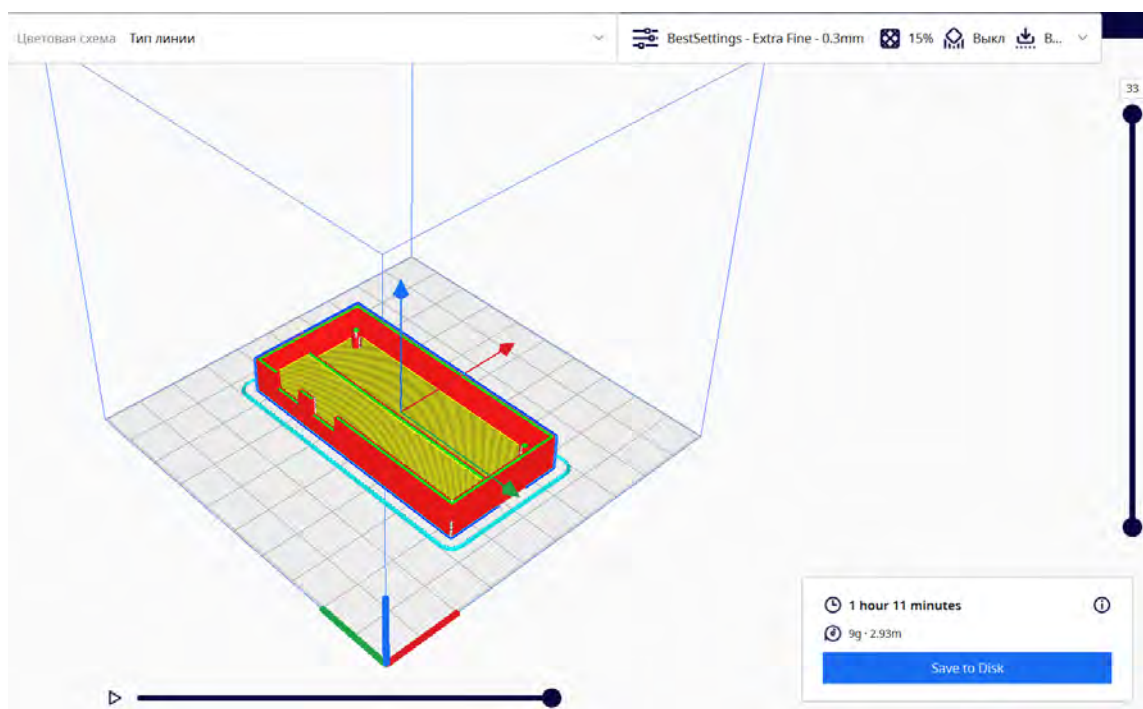 Цветовая схема Тип линии
BestSettings - Extra Fine - 0.3mm 15% Выкл В...
33
1 hour 11 minutes
9g · 2.93m
Save to Disk